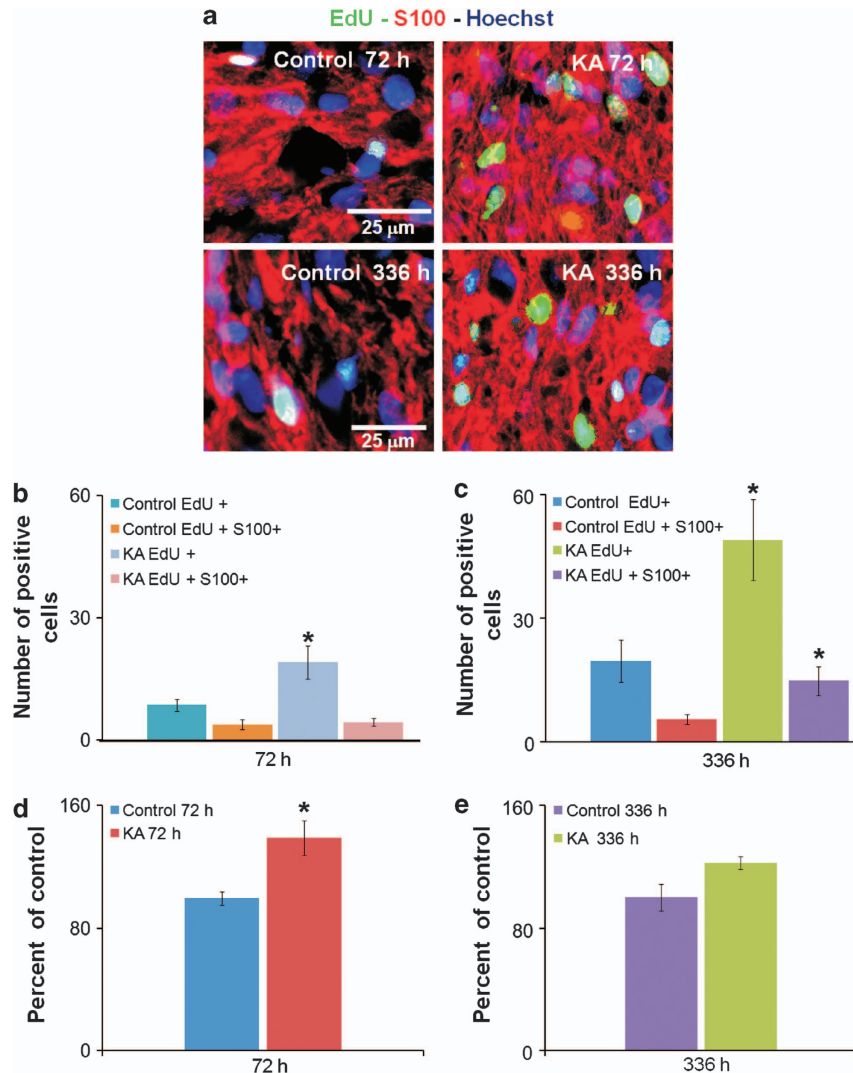 a
EdU - S100 - Hoechst
Control 72 h
KA 72 h
25 µm
Control 336 h
KA 336 h
25 µm
b
60
30
0
Number of positive
cells
Control EdU +
Control EdU + S100+
KA EdU +
KA EdU + S100+
*
72 h
c
60
30
0
Number of positive
cells
Control EdU+
Control EdU + S100+
KA EdU+
KA EdU + S100+
*
*
336 h
d
160
80
0
Percent of control
Control 72 h
KA 72 h
*
72 h
e
160
80
0
Percent of control
Control 336 h
KA 336 h
336 h